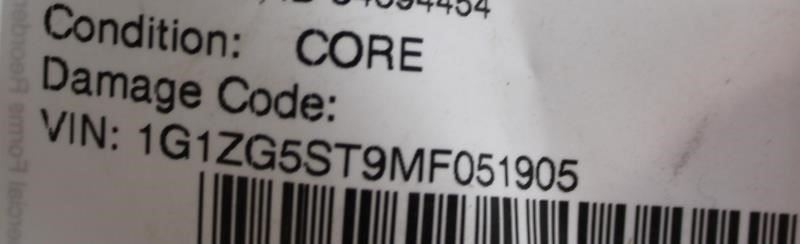 Condition: CORE
Damage Code:
VIN: 1G1ZG5ST9MF051905